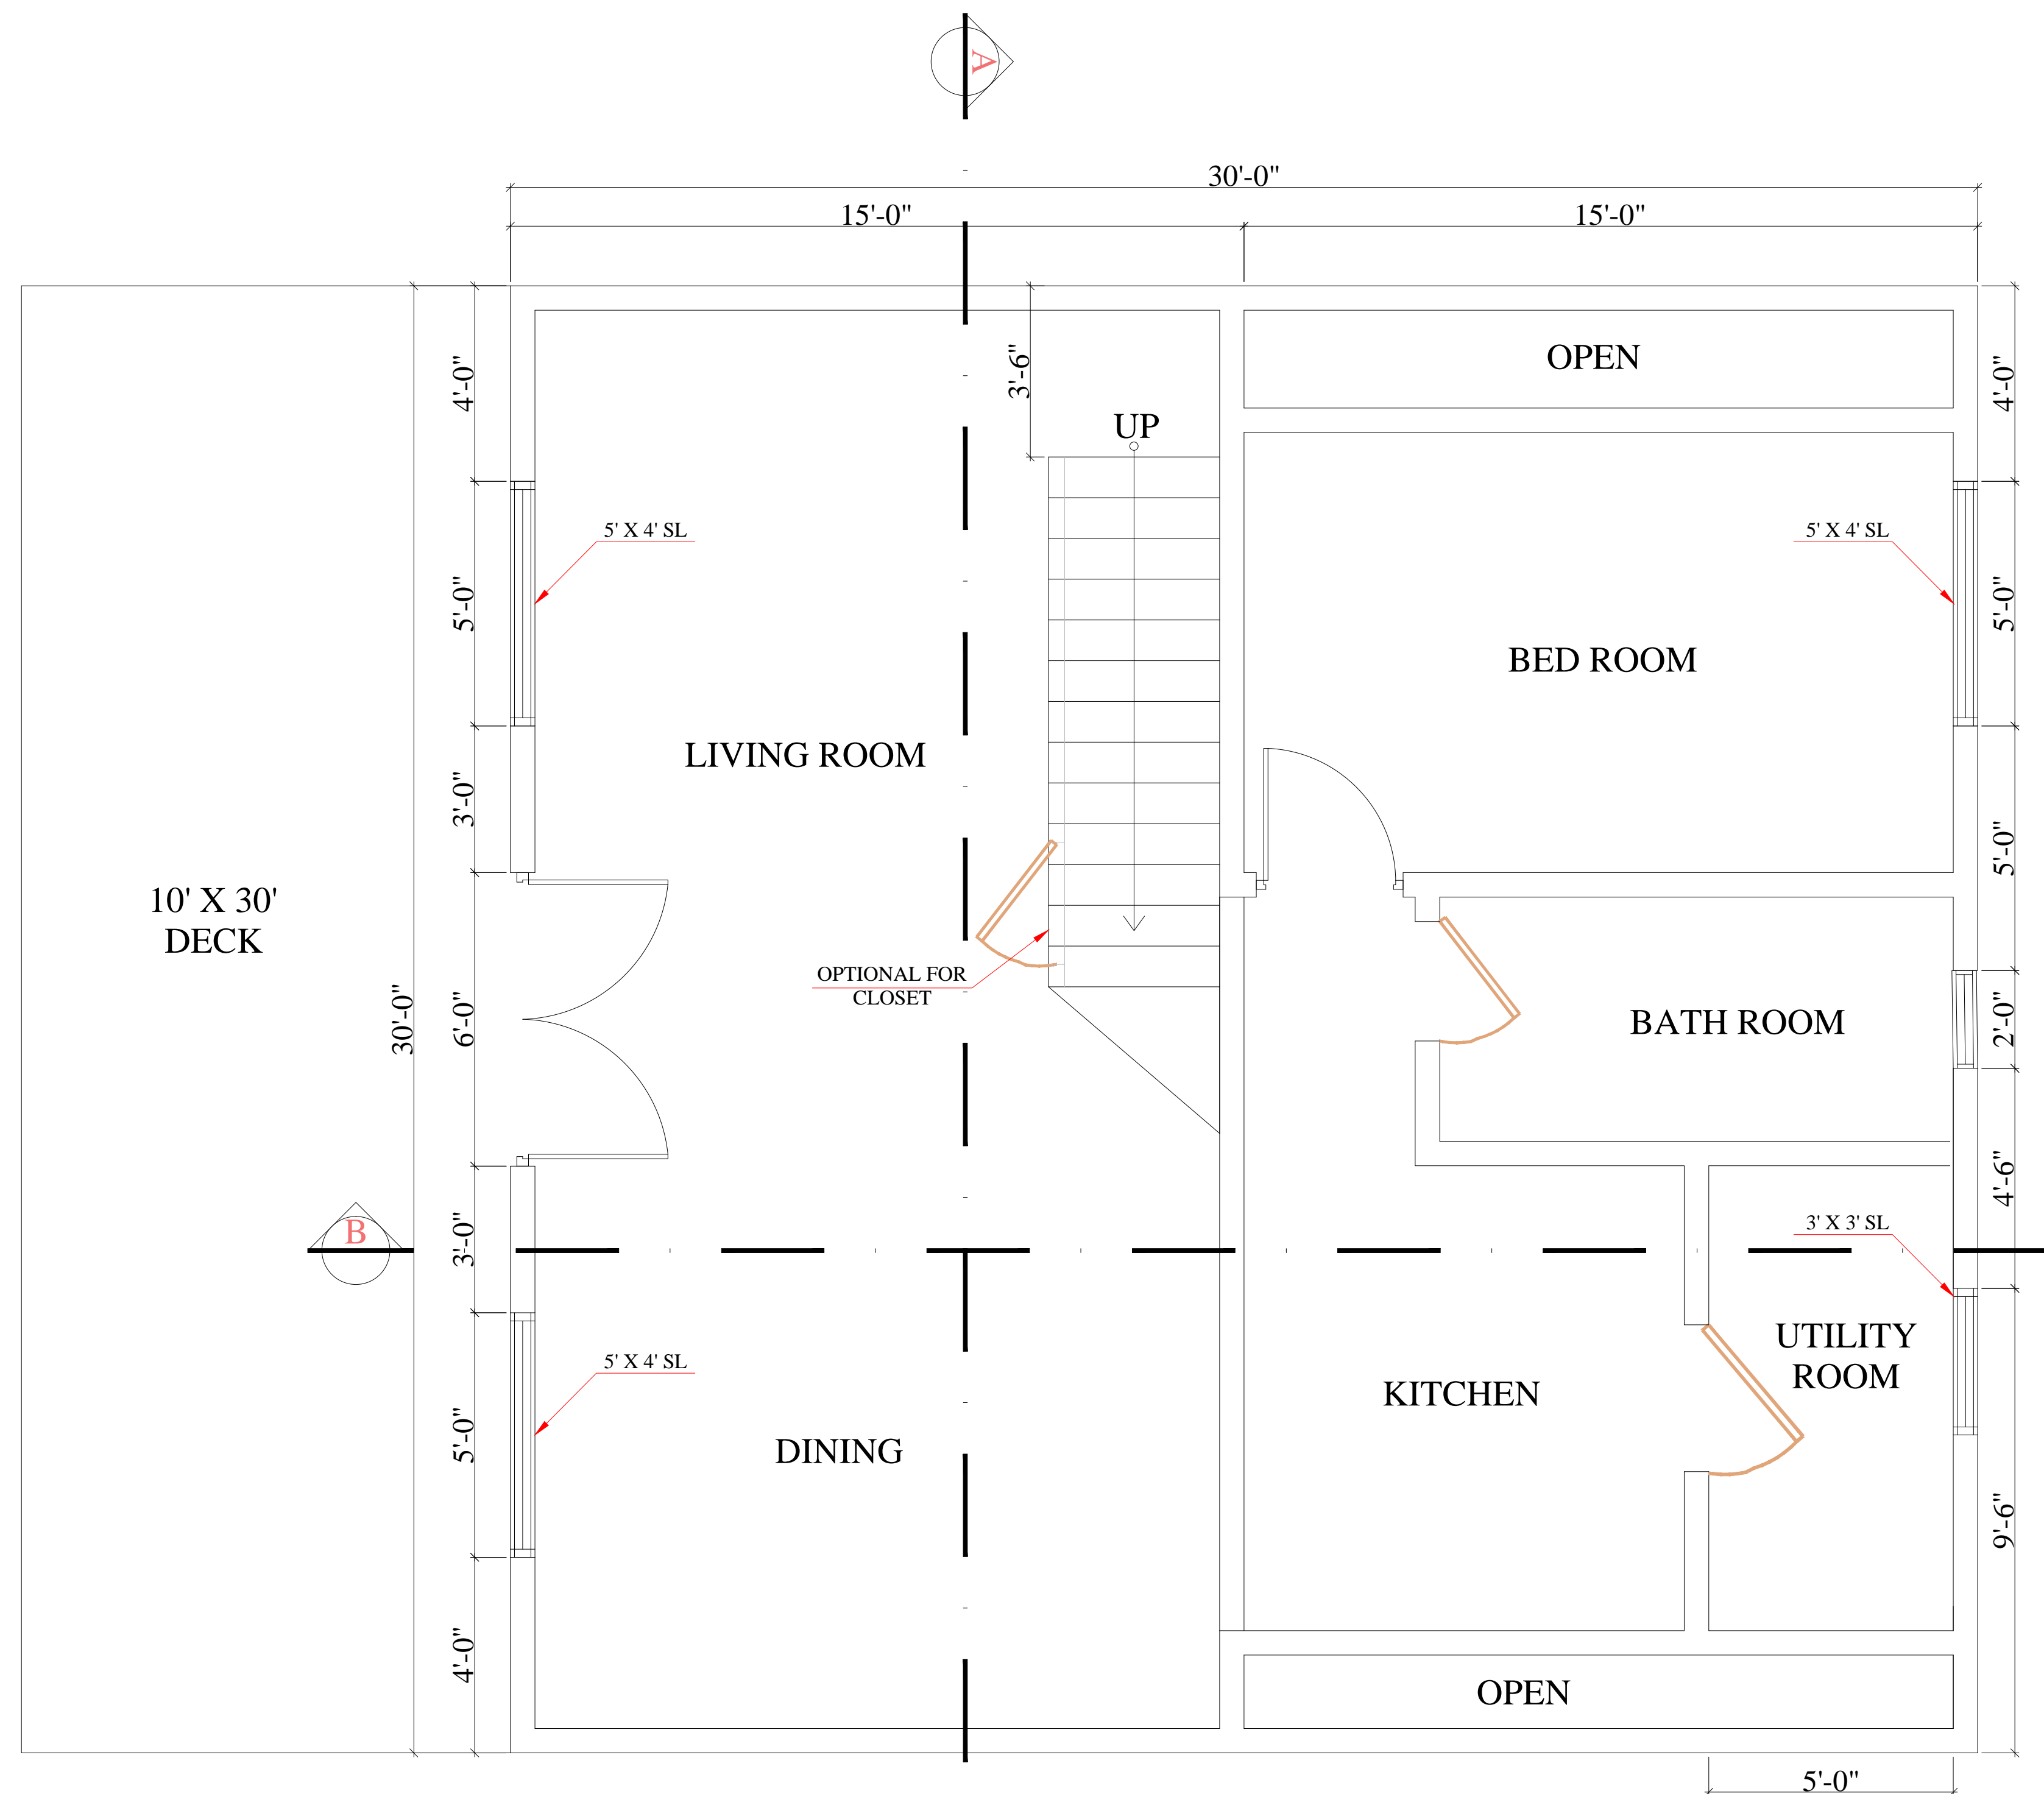 A
30'-0"
15'-0"
15'-0"
4'-0"
3'-6"
OPEN
4'-0"
UP
5' X 4' SL
5' X 4' SL
5'-0"
5'-0"
BED ROOM
LIVING ROOM
3'-0"
5'-0"
10' X 30'
DECK
OPTIONAL FOR
CLOSET
30'-0"
6'-0"
BATH ROOM
2'-0"
4'-6"
B
3'-0"
3' X 3' SL
UTILITY
ROOM
5' X 4' SL
KITCHEN
5'-0"
DINING
9'-6"
4'-0"
OPEN
5'-0"